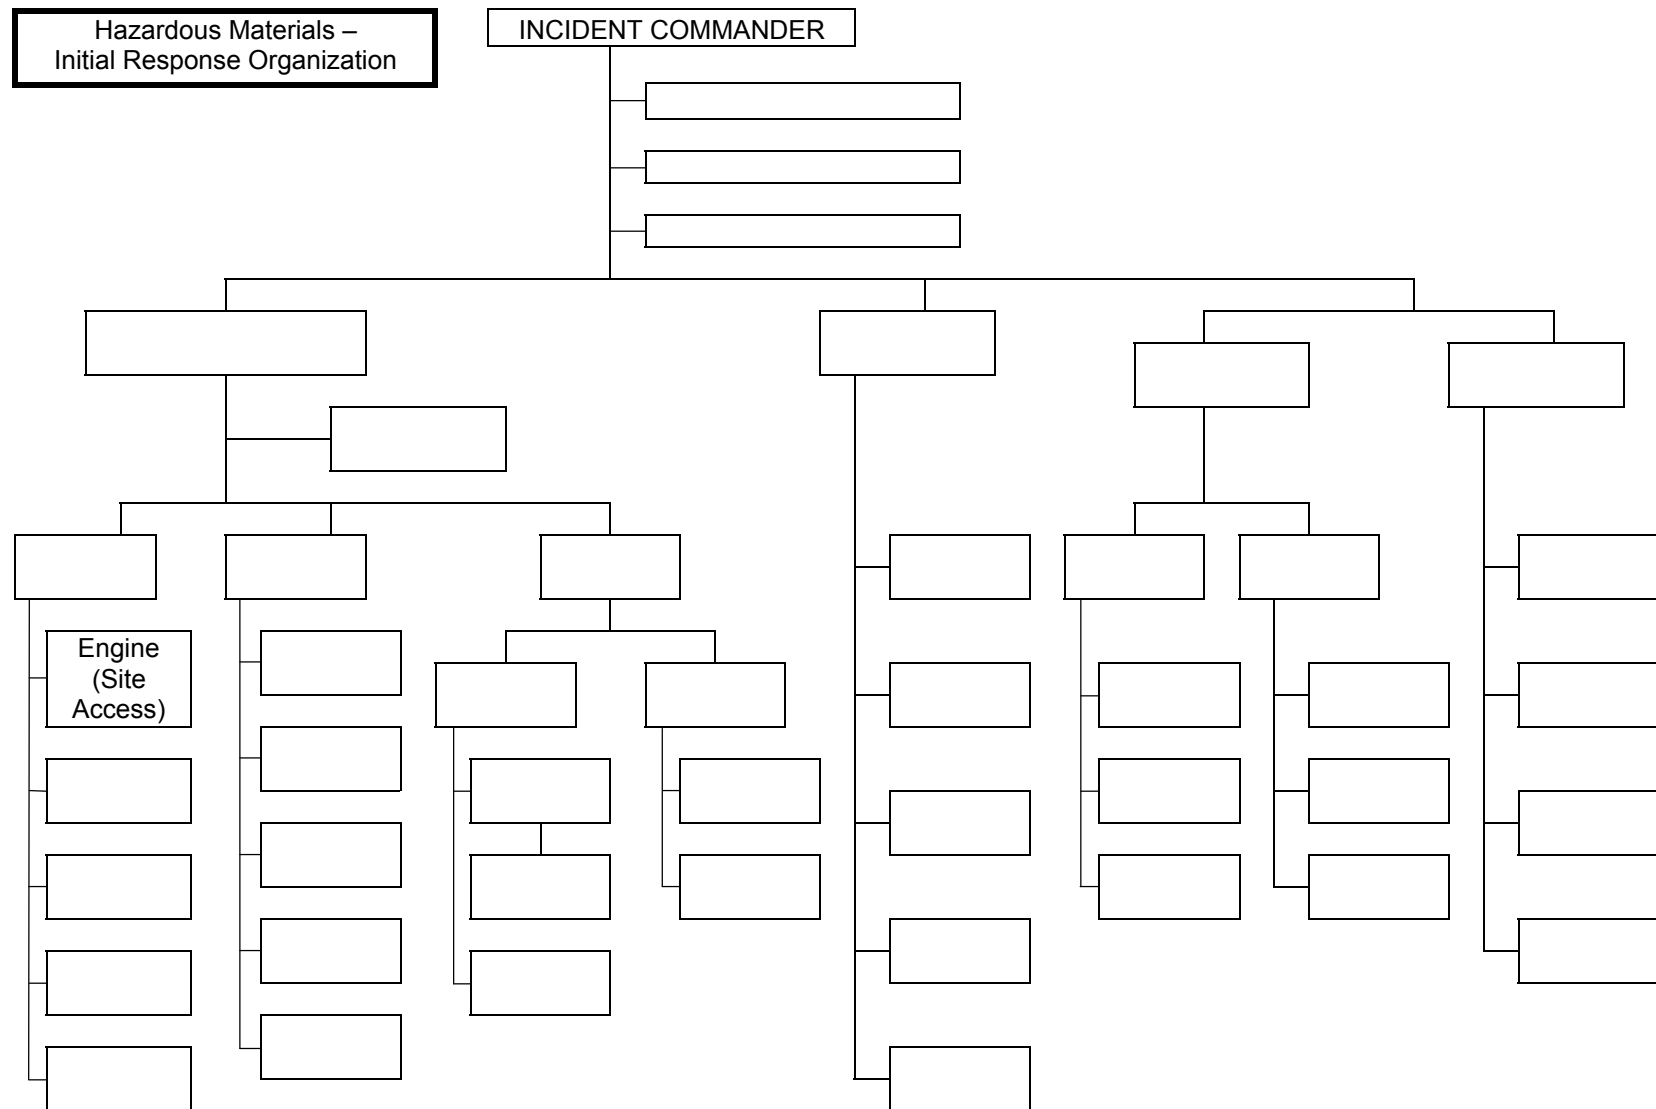 Hazardous Materials –
Initial Response Organization
INCIDENT COMMANDER
Engine
(Site
Access)